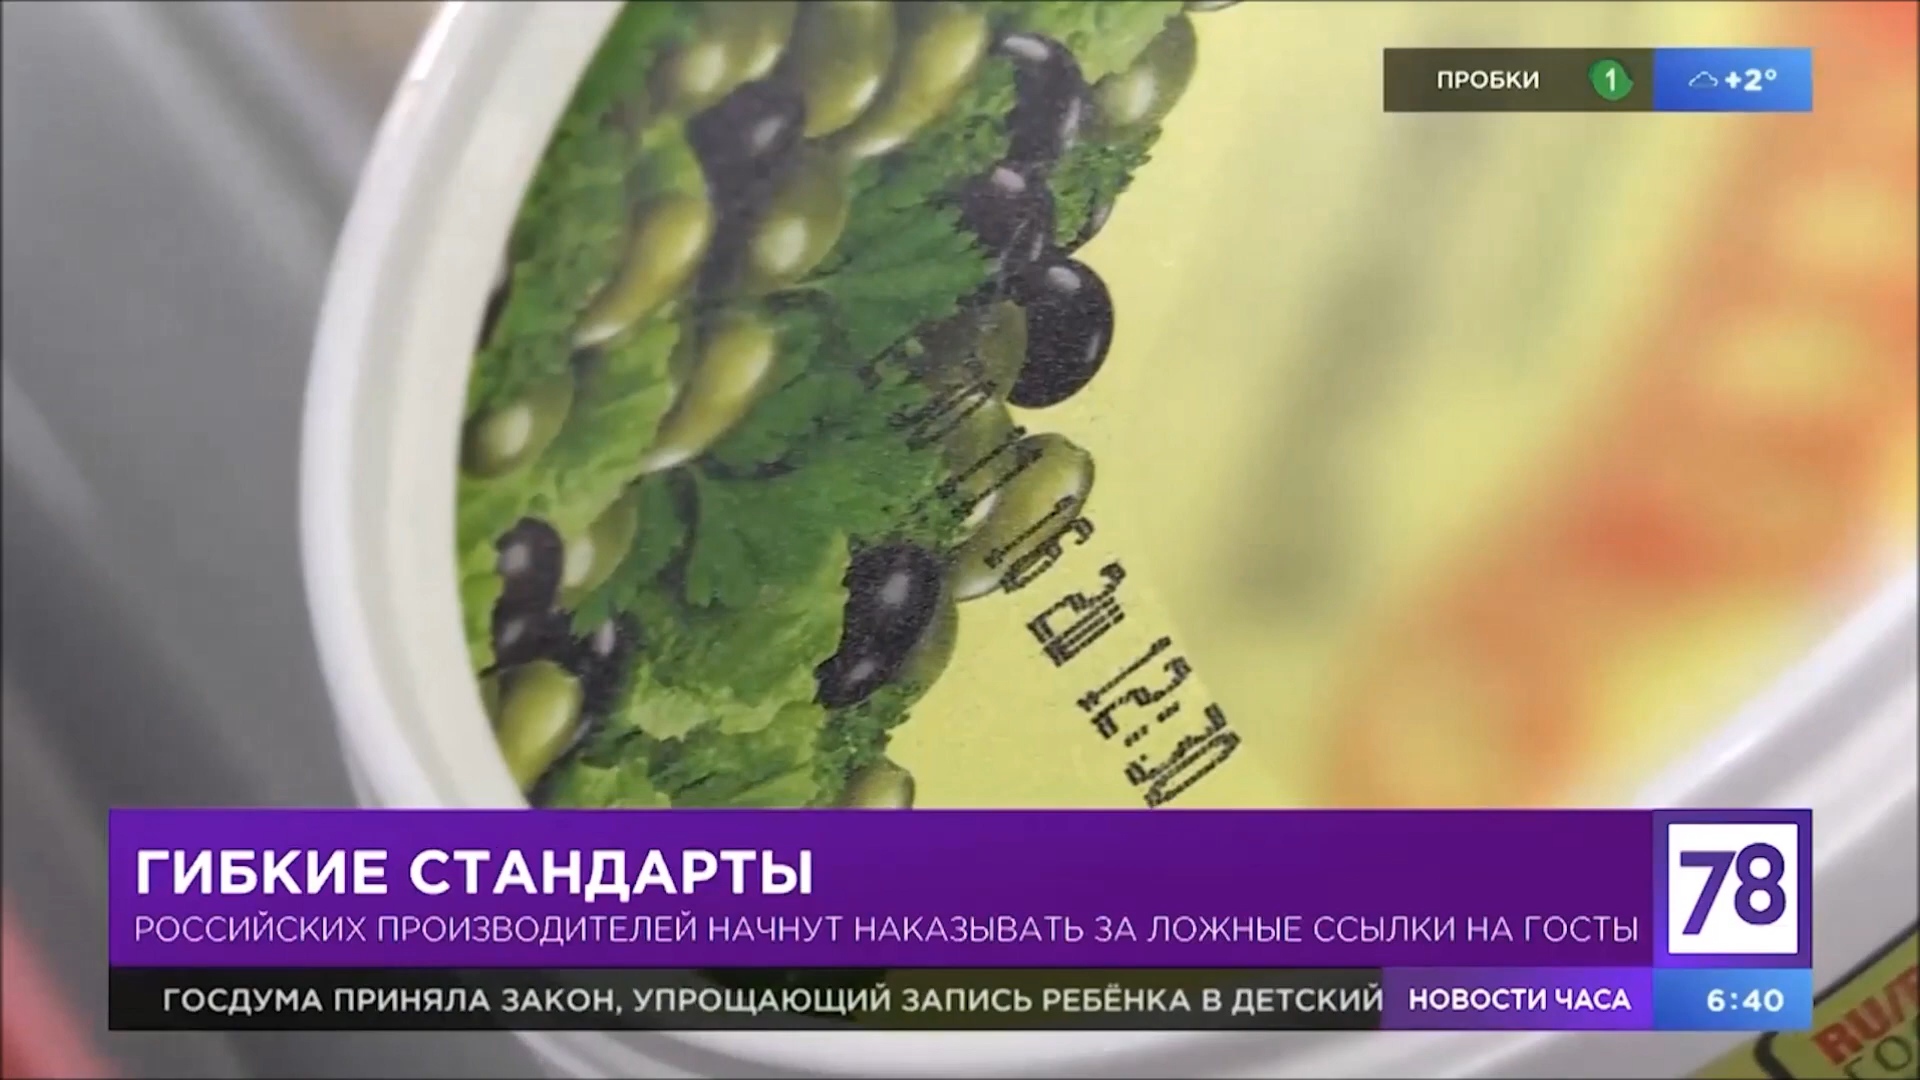 ПРОБКИ 1 +2°
ГИБКИЕ СТАНДАРТЫ
РОССИЙСКИХ ПРОИЗВОДИТЕЛЕЙ НАЧНУТ НАКАЗЫВАТЬ ЗА ЛОЖНЫЕ ССЫЛКИ НА ГОСТЫ
78
ГОСДУМА ПРИНЯЛА ЗАКОН, УПРОЩАЮЩИЙ ЗАПИСЬ РЕБЁНКА В ДЕТСКИЙ
НОВОСТИ ЧАСА
6:40